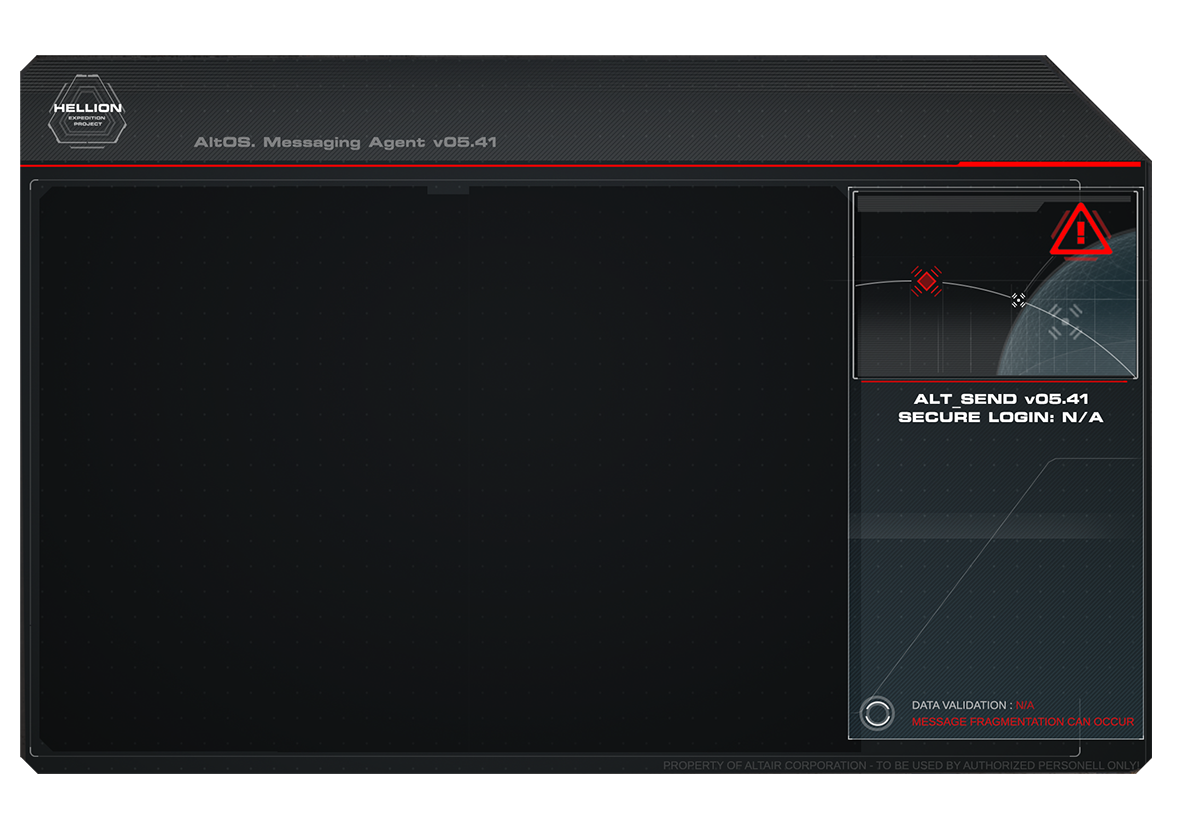 HELLION
EXPEDITION
PROJECT
AltOS. Messaging Agent v05.41
ALT_SEND v05.41
SECURE LOGIN: N/A
DATA VALIDATION : N/A
MESSAGE FRAGMENTATION CAN OCCUR
PROPERTY OF ALTAIR CORPORATION - TO BE USED BY AUTHORIZED PERSONELL ONLY!